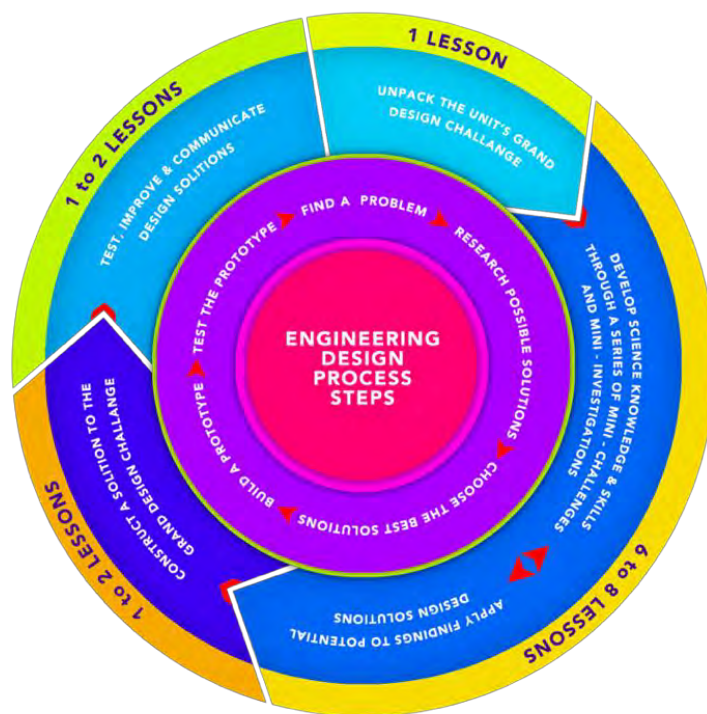 1 LESSON
UNPACK THE UNIT'S GRAND
DESIGN CHALLANGE
6 to 8 LESSONS
DEVELOP SCIENCE KNOWLEDGE & SKILLS
THROUGH A SERIES OF MINI - CHALLENGES
AND MINI - INVESTIGATIONS
APPLY FINDINGS TO POTENTIAL
DESIGN SOLUTIONS
1 to 2 LESSONS
CONSTRUCT A SOLUTION TO THE
GRAND DESIGN CHALLANGE
1 to 2 LESSONS
TEST, IMPROVE & COMMUNICATE
DESIGN SOLITIONS
FIND A PROBLEM
RESEARCH POSSIBLE SOLUTIONS
CHOOSE THE BEST SOLUTIONS
BUILD A PROTOTYPE
TEST THE PROTOTYPE
ENGINEERING
DESIGN
PROCESS
STEPS